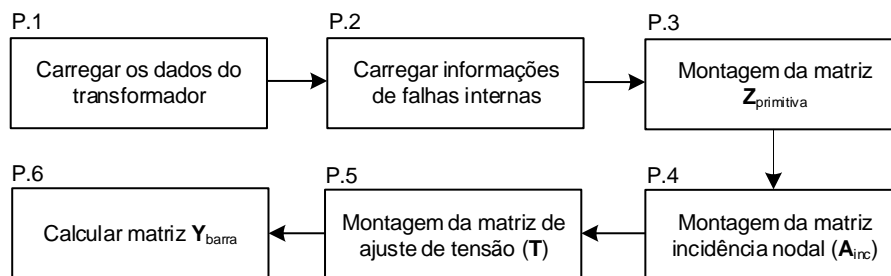 P.1
Carregar os dados do
transformador
P.2
Carregar informações
de falhas internas
P.3
Montagem da matriz
Zprimitiva
P.4
Montagem da matriz
incidência nodal (Ainc)
P.5
Montagem da matriz de
ajuste de tensão (T)
P.6
Calcular matriz Ybarra